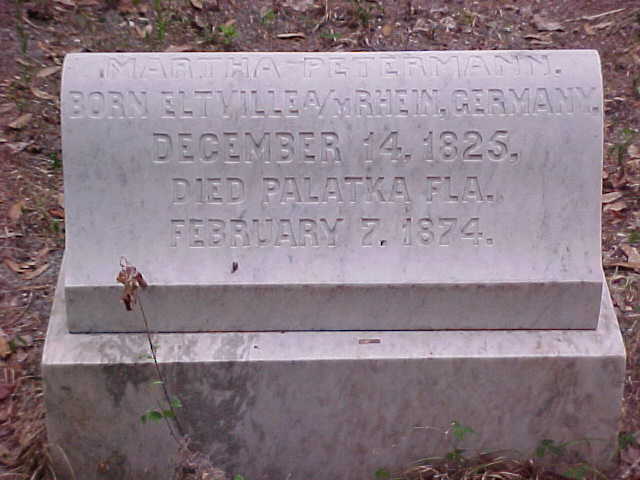 MARTHA PETERMANN.
BORN ELTVILLE A/M RHEIN, GERMANY.
DECEMBER 14, 1825,
DIED PALATKA FLA.
FEBRUARY 7, 1874.